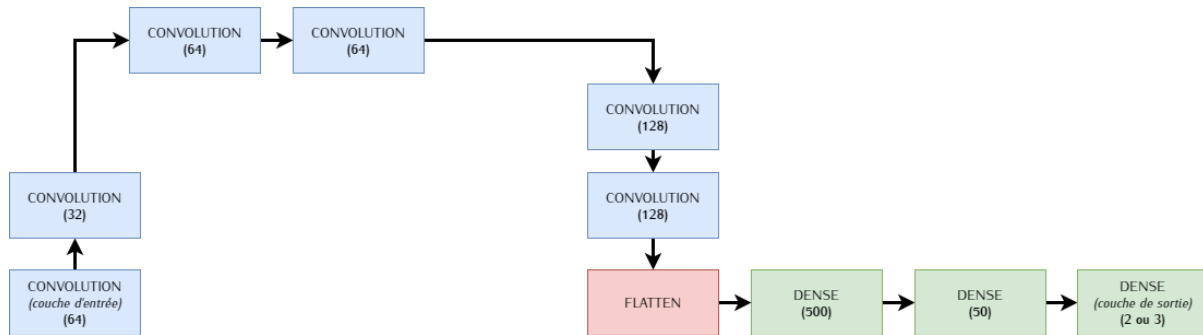 CONVOLUTION
(couche d'entrée)
(64)
CONVOLUTION
(32)
CONVOLUTION
(64)
CONVOLUTION
(64)
CONVOLUTION
(128)
CONVOLUTION
(128)
FLATTEN
DENSE
(500)
DENSE
(50)
DENSE
(couche de sortie)
(2 ou 3)